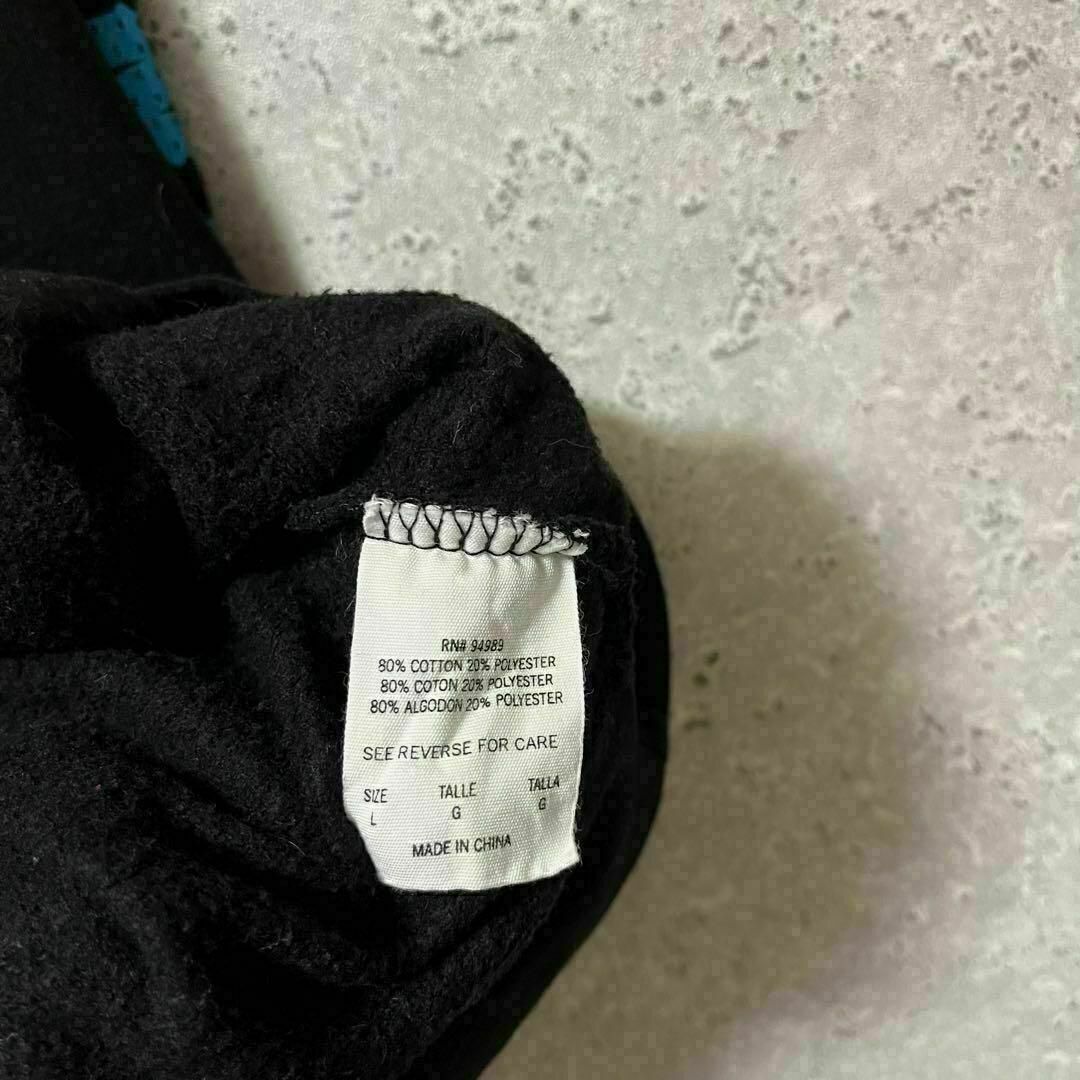 RN# 94989
80% COTTON 20% POLYESTER
80% COTON 20% POLYESTER
80% ALGODON 20% POLYESTER
SEE REVERSE FOR CARE
SIZE TALLE TALLA
L G G
MADE IN CHINA